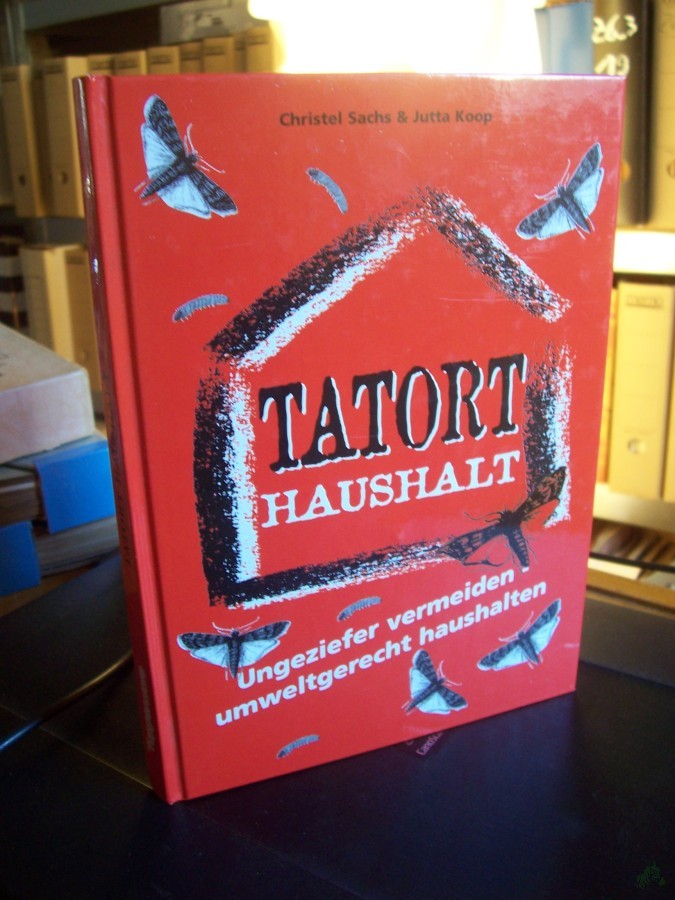 Christel Sachs & Jutta Koop
TATORT
HAUSHALT
Ungeziefer vermeiden
umweltgerecht haushalten